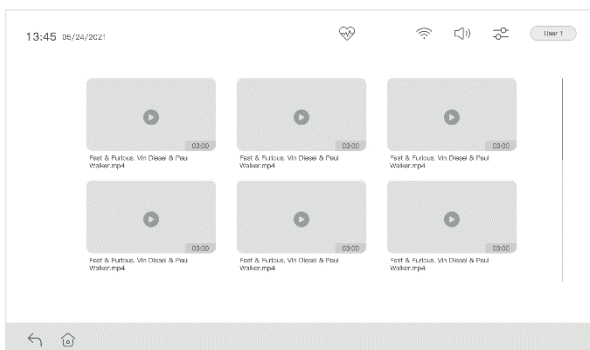 13:45 05/24/2021
User 1
03:00
03:00
03:00
Fast & Furious. Vin Diesel & Paul
Walker.mp4
Fast & Furious. Vin Diesel & Paul
Walker.mp4
Fast & Furious. Vin Diesel & Paul
Walker.mp4
03:00
03:00
03:00
Fast & Furious. Vin Diesel & Paul
Walker.mp4
Fast & Furious. Vin Diesel & Paul
Walker.mp4
Fast & Furious. Vin Diesel & Paul
Walker.mp4